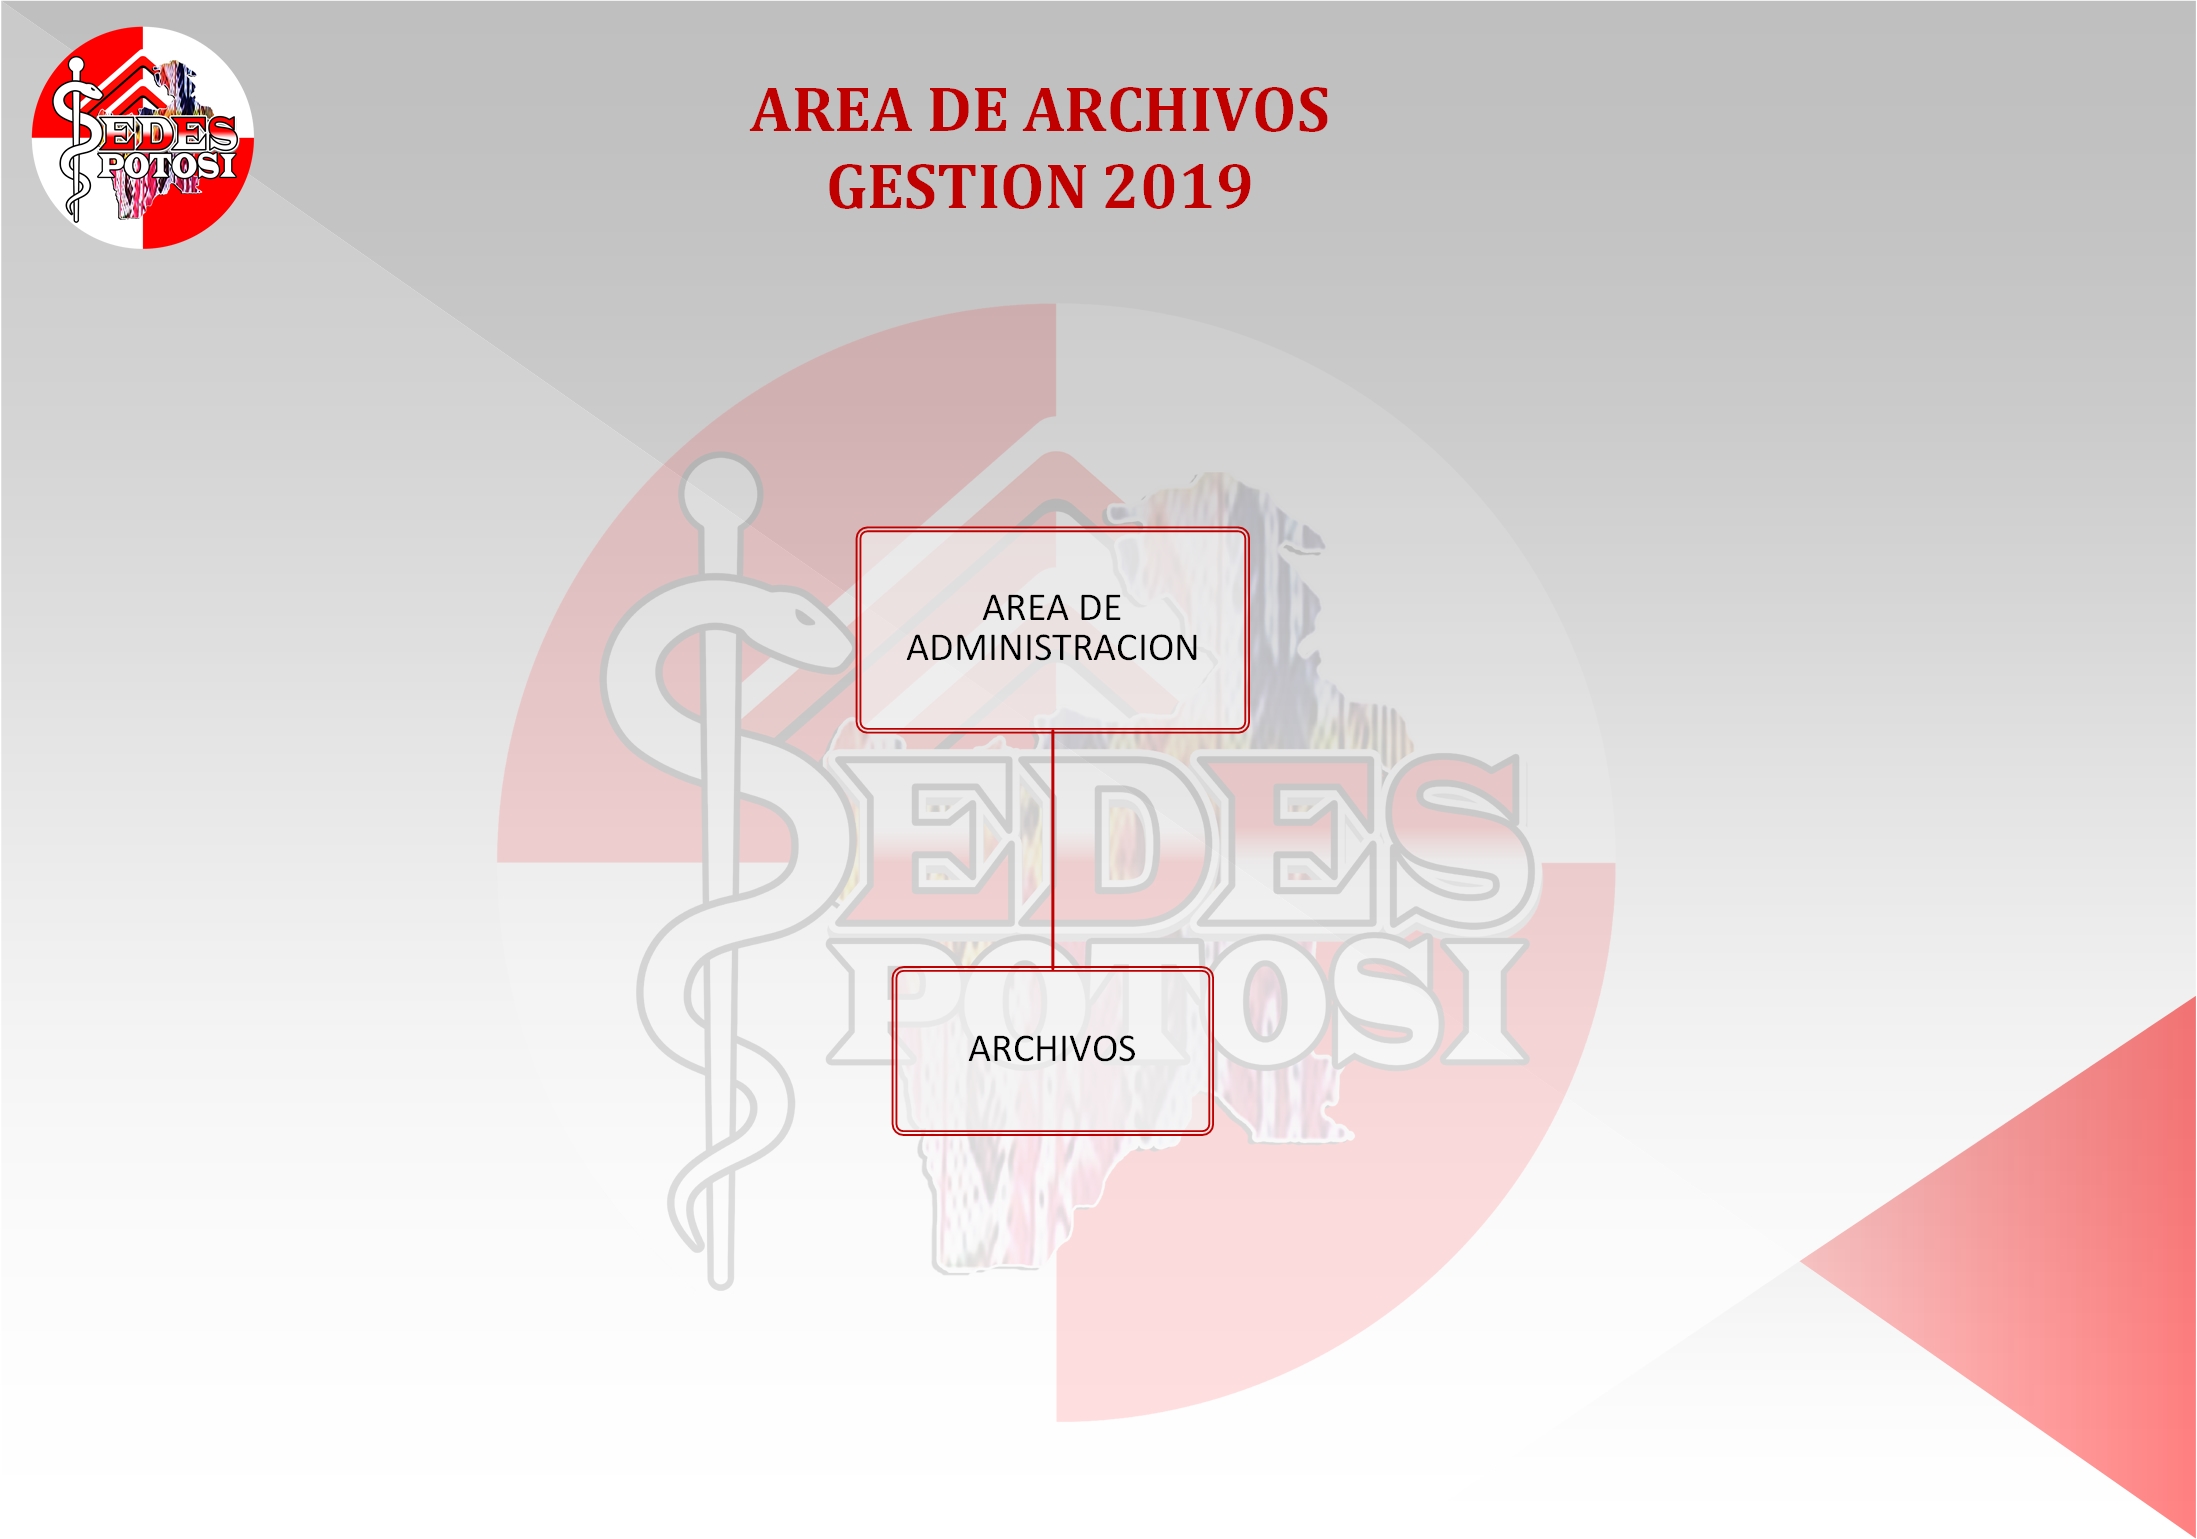 SEDES
POTOSI
AREA DE ARCHIVOS
GESTION 2019
AREA DE
ADMINISTRACION
SEDES
POTOSI
ARCHIVOS